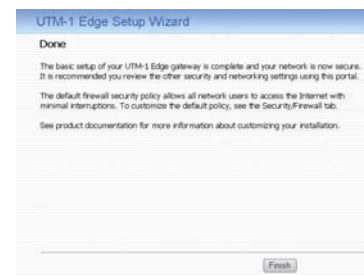 UTM-1 Edge Setup Wizard
Done
The basic setup of your UTM-1 Edge gateway is complete and your network is now secure.
It is recommended you review the other security and networking settings using this portal.
The default firewall security policy allows all network users to access the Internet with
minimal interruptions. To customize the default policy, see the Security/Firewall tab.
See product documentation for more information about customizing your installation.
Finish